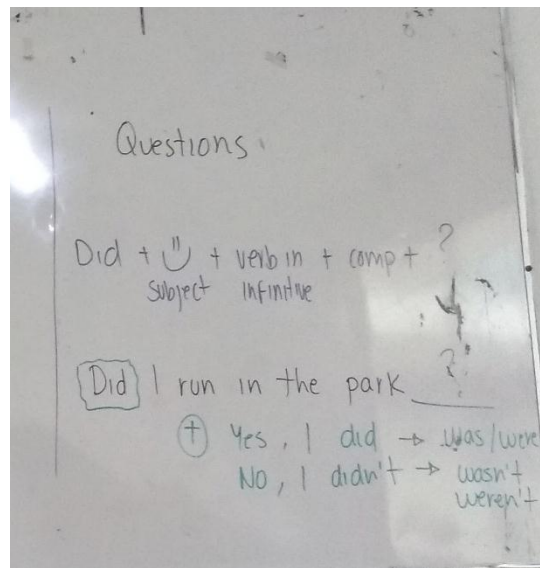 Questions
Did + + verb in + comp + ?
Subject Infinitive
Did I run in the park ?
+ Yes, I did → was/were
No, I didn't → wasn't
weren't